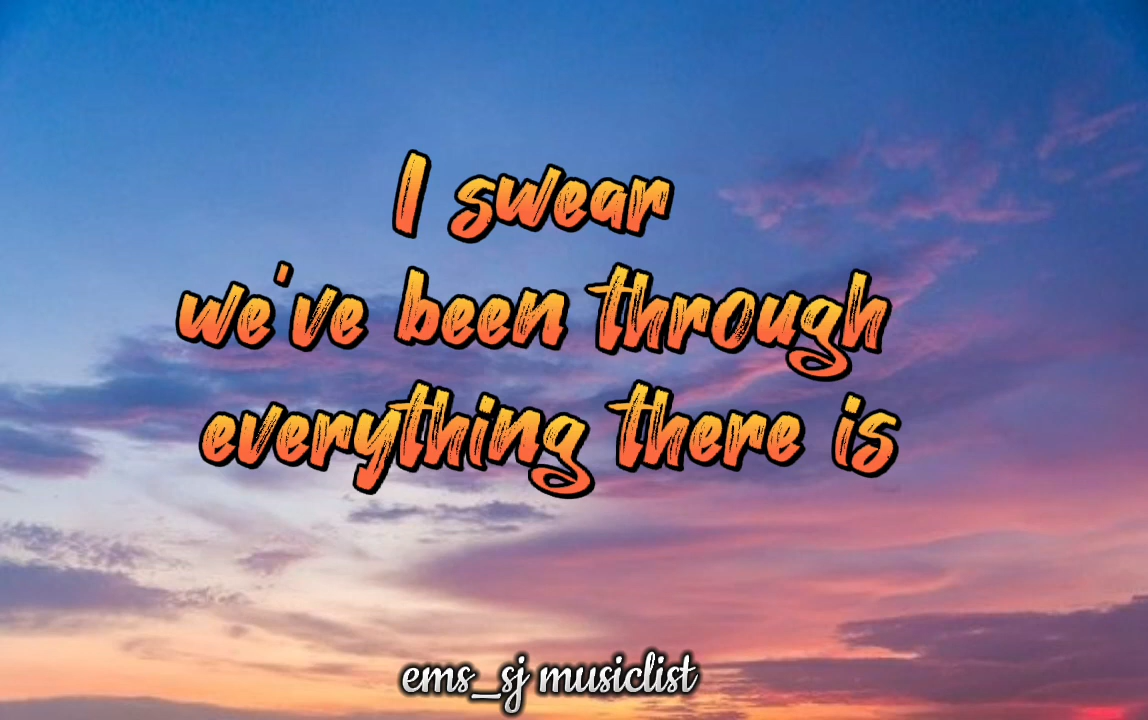 I swear
we've been through
everything there is
ems_sj musiclist